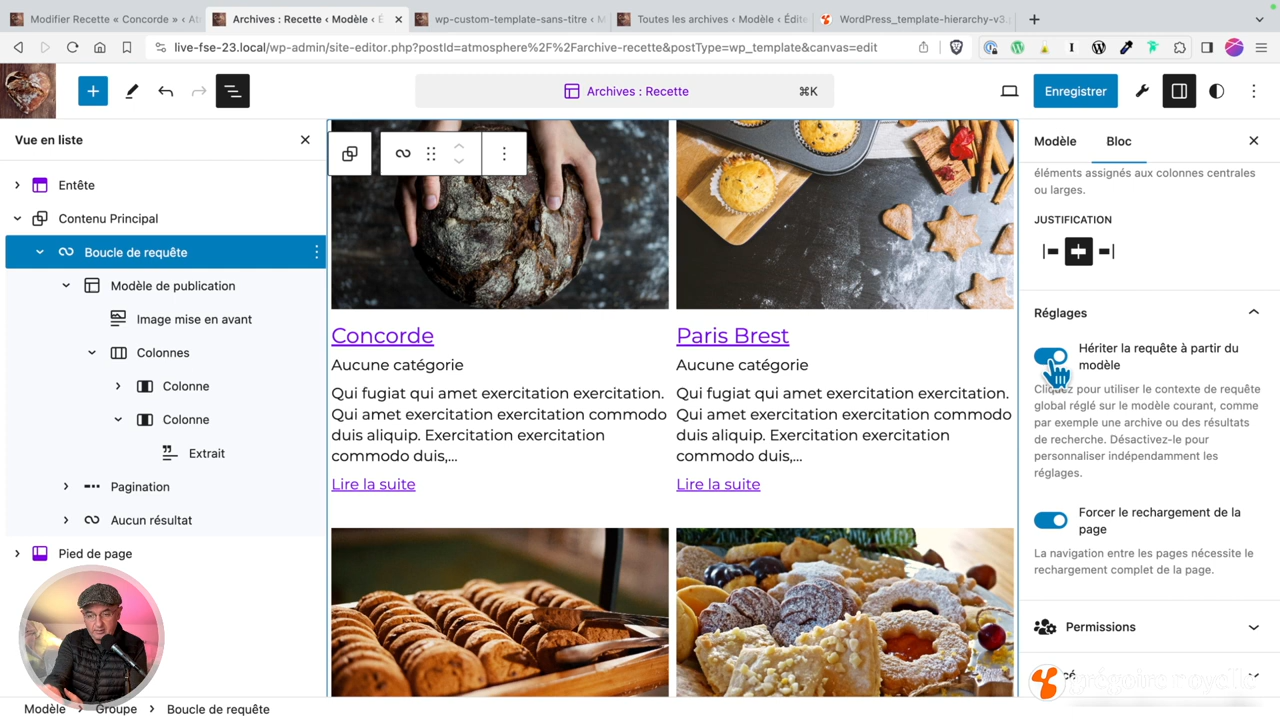 Modifier Recette « Concorde » ‹ At
Archives : Recette ‹ Modèle ‹ É
wp-custom-template-sans-titre ‹ M
Toutes les archives ‹ Modèle ‹ Édite
WordPress_template-hierarchy-v3.
live-fse-23.local/wp-admin/site-editor.php?postId=atmosphere%2F%2Farchive-recette&postType=wp_template&canvas=edit
Archives : Recette
⌘K
Enregistrer
Vue en liste
Entête
Contenu Principal
Boucle de requête
Modèle de publication
Image mise en avant
Colonnes
Colonne
Colonne
Extrait
Pagination
Aucun résultat
Pied de page
Concorde
Aucune catégorie
Qui fugiat qui amet exercitation exercitation.
Qui amet exercitation exercitation commodo
duis aliquip. Exercitation exercitation
commodo duis,...
Lire la suite
Paris Brest
Aucune catégorie
Qui fugiat qui amet exercitation exercitation.
Qui amet exercitation exercitation commodo
duis aliquip. Exercitation exercitation
commodo duis,...
Lire la suite
Modèle
Bloc
éléments assignés aux colonnes centrales
ou larges.
JUSTIFICATION
Réglages
Hériter la requête à partir du
modèle
Cliquez pour utiliser le contexte de requête
global réglé sur le modèle courant, comme
par exemple une archive ou des résultats
de recherche. Désactivez-le pour
personnaliser indépendamment les
réglages.
Forcer le rechargement de la
page
La navigation entre les pages nécessite le
rechargement complet de la page.
Permissions
grégoire noyelle
Modèle
Groupe
Boucle de requête